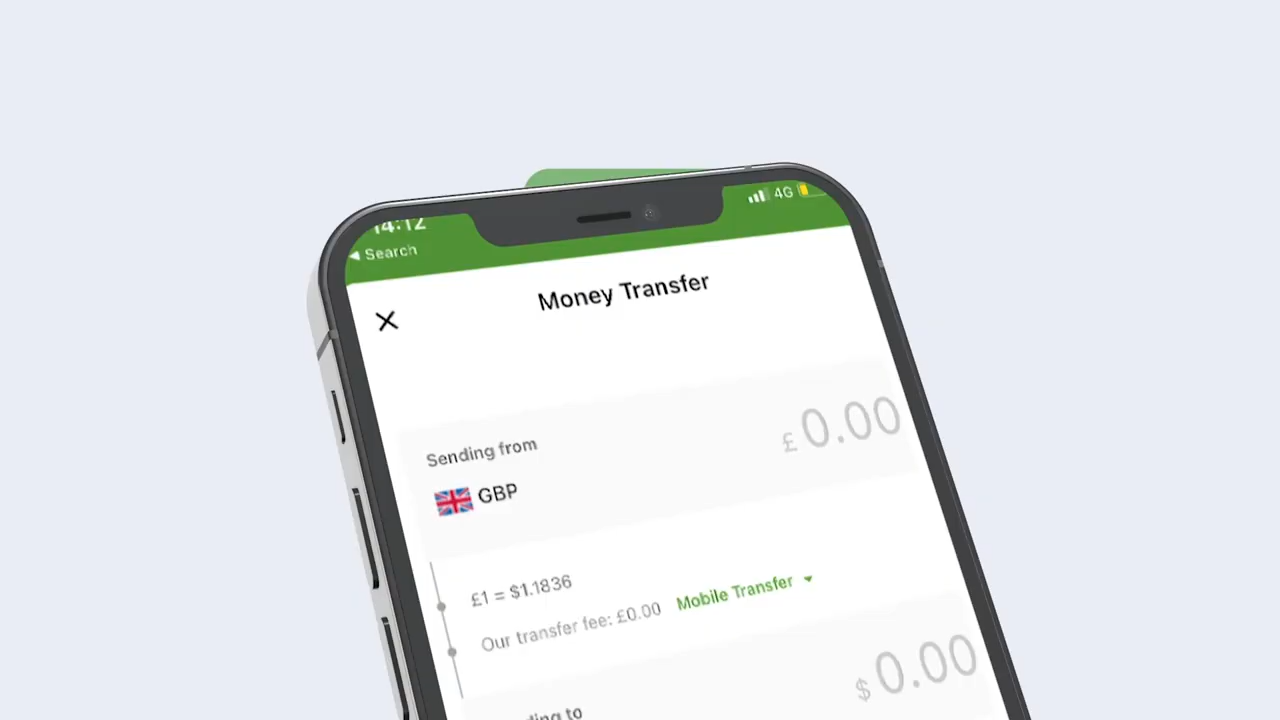 14:12
4G
Search
Money Transfer
Sending from
£ 0.00
GBP
£1 = $1.1836
Our transfer fee: £0.00 Mobile Transfer
$ 0.00
to